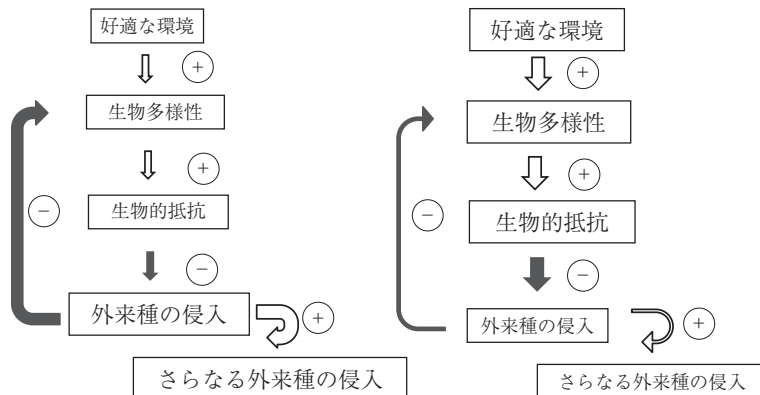 好適な環境
+
生物多様性
+
生物的抵抗
−
−
外来種の侵入
+
さらなる外来種の侵入
好適な環境
+
生物多様性
+
生物的抵抗
−
−
外来種の侵入
+
さらなる外来種の侵入